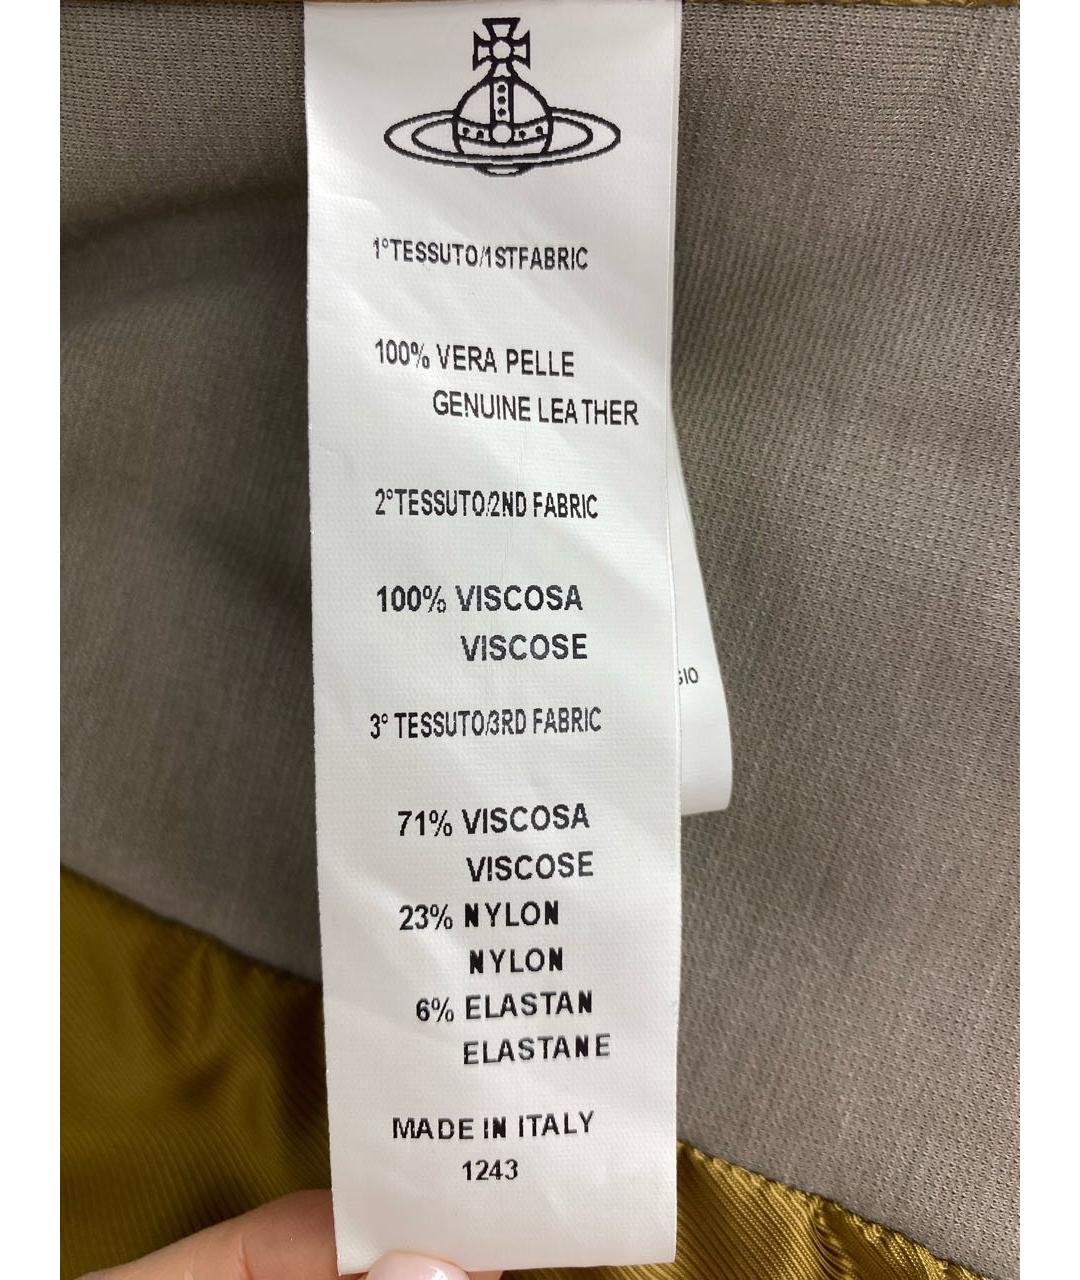 1°TESSUTO/1STFABRIC
100% VERA PELLE
GENUINE LEATHER
2°TESSUTO/2ND FABRIC
100% VISCOSA
VISCOSE
3° TESSUTO/3RD FABRIC
71% VISCOSA
VISCOSE
23% NYLON
NYLON
6% ELASTAN
ELASTANE
MADE IN ITALY
1243